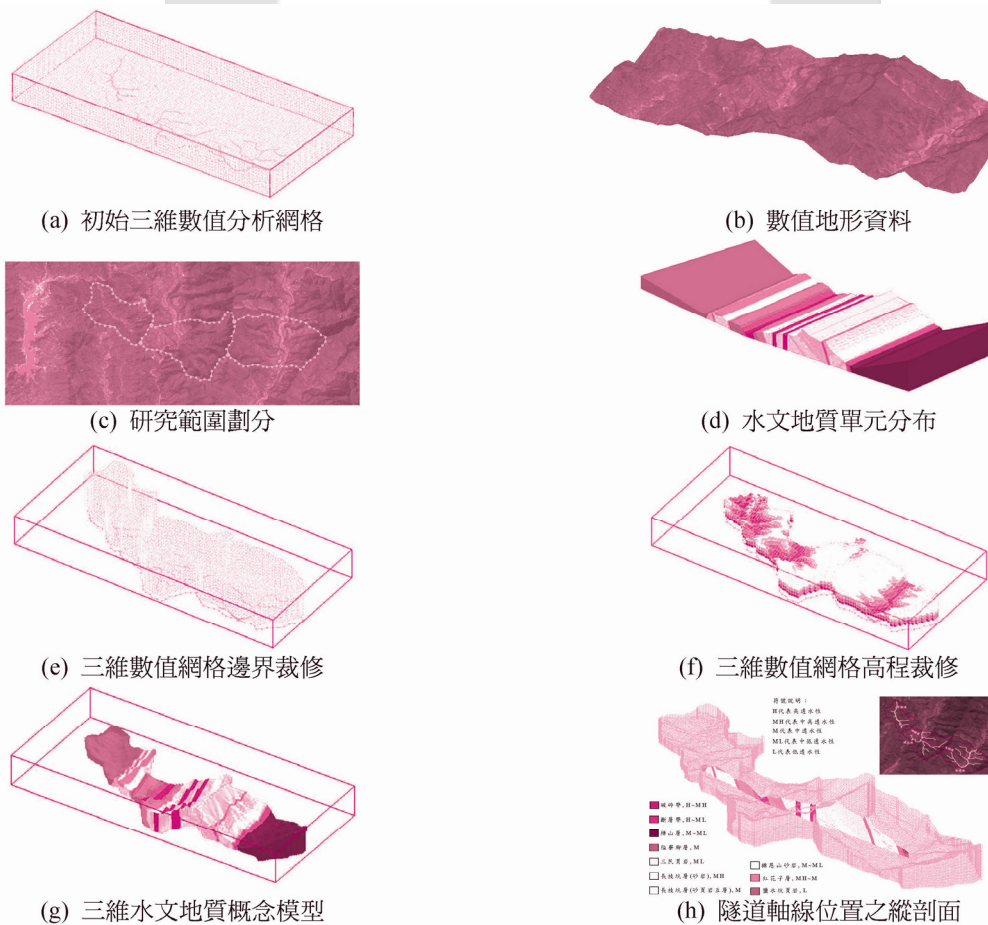 (a) 初始三維數值分析網格
(b) 數值地形資料
(c) 研究範圍劃分
(d) 水文地質單元分布
(e) 三維數值網格邊界裁修
(f) 三維數值網格高程裁修
符號說明：
H代表高透水性
MH代表中高透水性
M代表中透水性
ML代表中低透水性
L代表低透水性
破碎帶, H~MH
斷層帶, H~ML
樟山層, M~ML
隘寮腳層, M
三民頁岩, ML
長枝坑層(砂岩), MH
長枝坑層(砂頁岩互層), M
糖恩山砂岩, M~ML
紅花子層, MH~M
鹽水坑頁岩, L
(g) 三維水文地質概念模型
(h) 隧道軸線位置之縱剖面